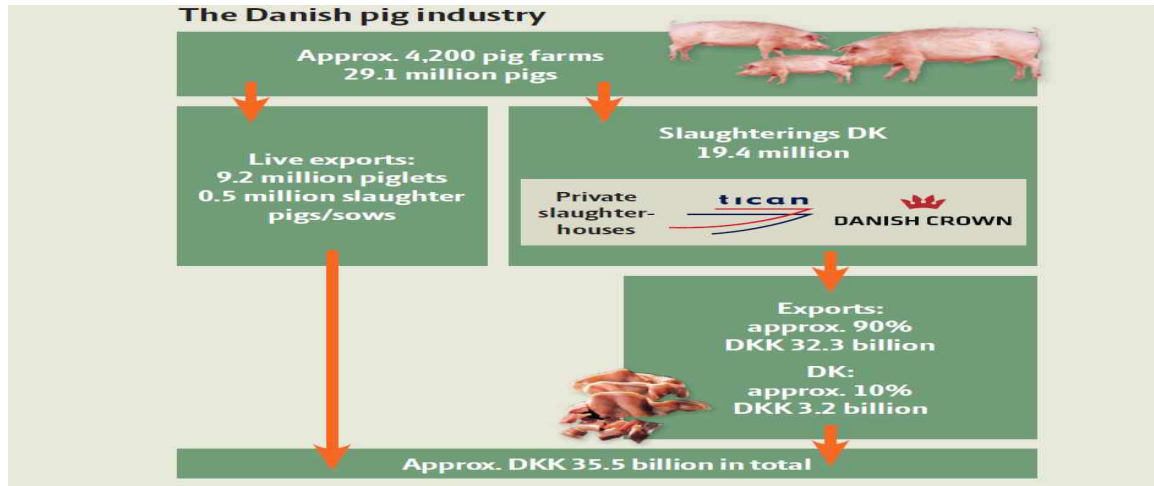 The Danish pig industry
Approx. 4,200 pig farms
29.1 million pigs
Live exports:
9.2 million piglets
0.5 million slaughter
pigs/sows
Slaughterings DK
19.4 million
Private
slaughter-
houses
tican
DANISH CROWN
Exports:
approx. 90%
DKK 32.3 billion
DK:
approx. 10%
DKK 3.2 billion
Approx. DKK 35.5 billion in total